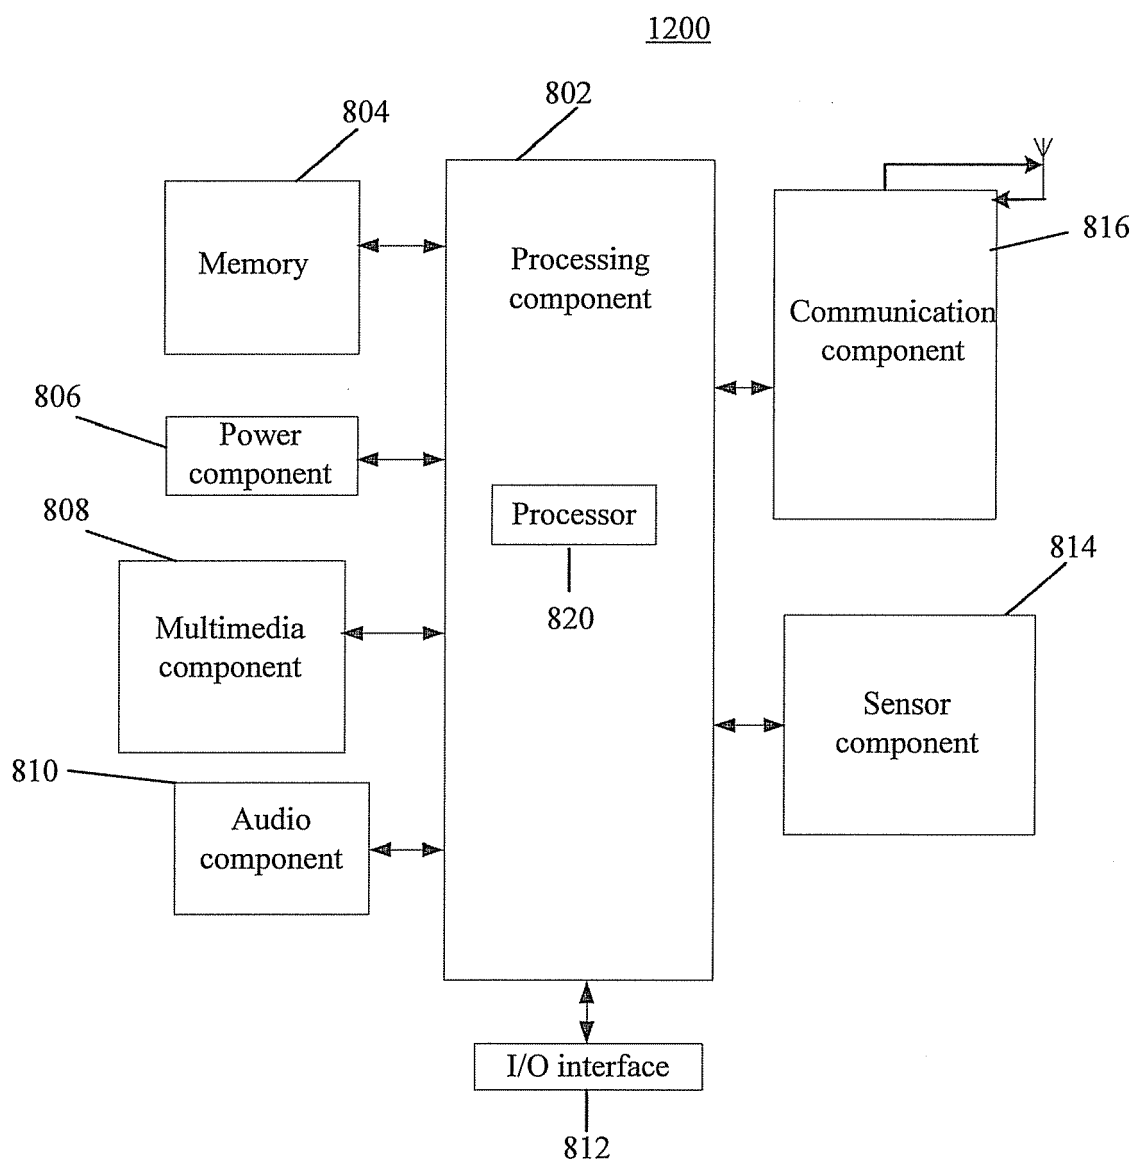 1200
802
804
Memory
Processing
component
816
Communication
component
806
Power
component
808
Processor
820
814
Multimedia
component
Sensor
component
810
Audio
component
I/O interface
812